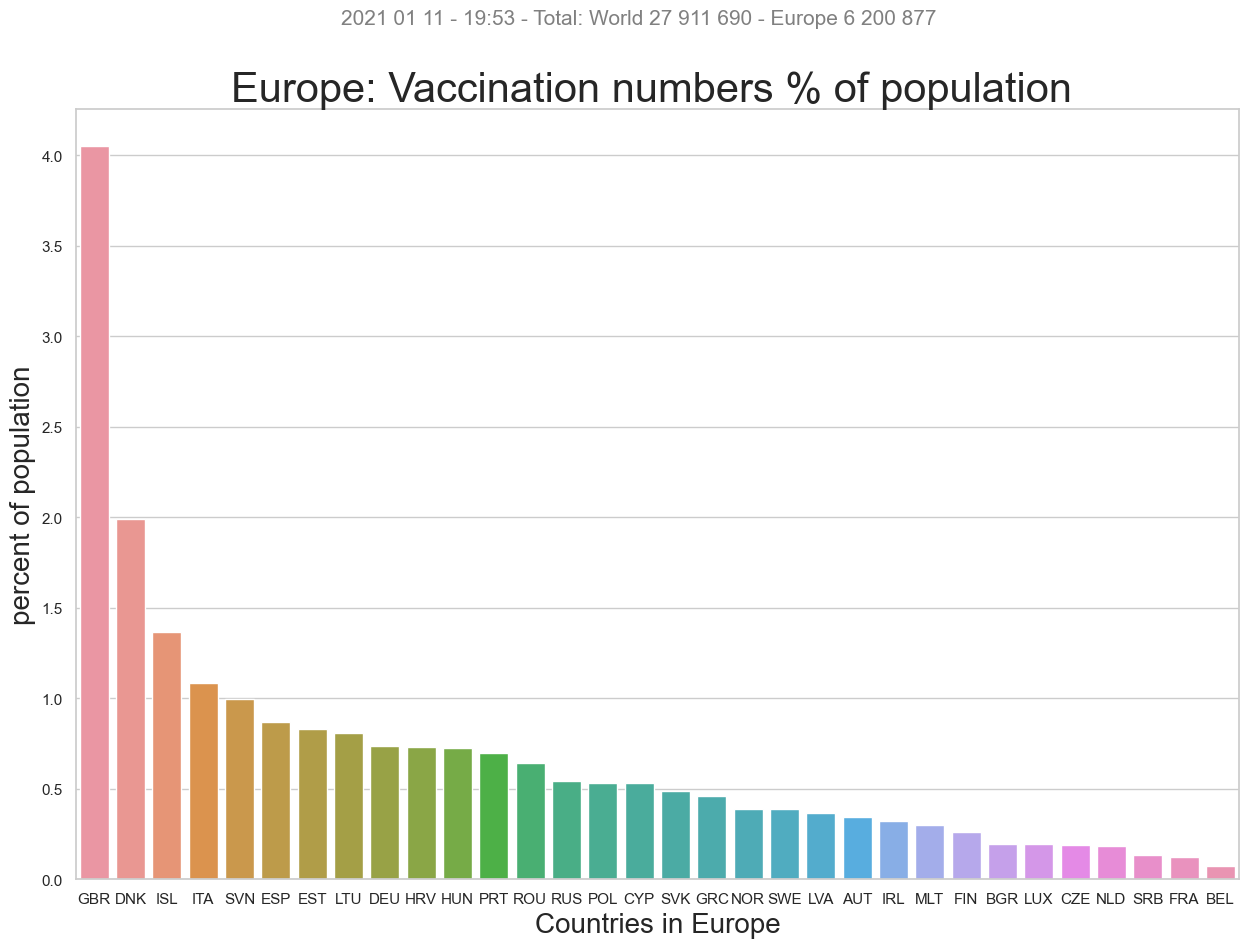 2021 01 11 - 19:53 - Total: World 27 911 690 - Europe 6 200 877
Europe: Vaccination numbers % of population
percent of population
4.0
3.5
3.0
2.5
2.0
1.5
1.0
0.5
0.0
GBR DNK ISL ITA SVN ESP EST LTU DEU HRV HUN PRT ROU RUS POL CYP SVK GRC NOR SWE LVA AUT IRL MLT FIN BGR LUX CZE NLD SRB FRA BEL
Countries in Europe